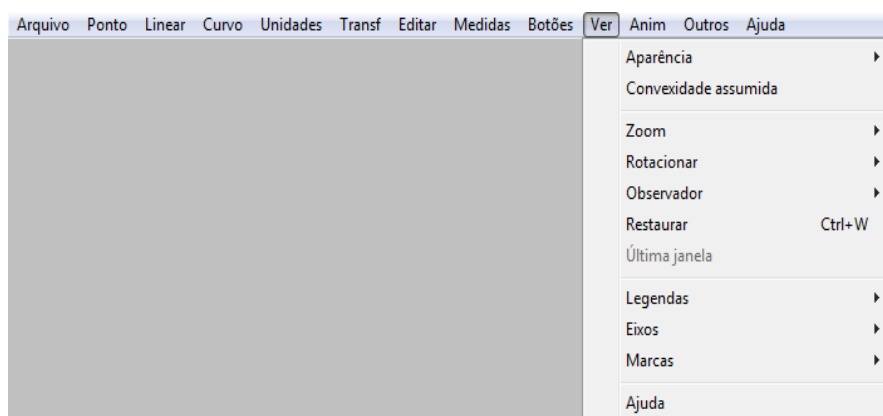 Arquivo Ponto Linear Curvo Unidades Transf Editar Medidas Botões Ver Anim Outros Ajuda
Aparência
Convexidade assumida
Zoom
Rotacionar
Observador
Restaurar Ctrl+W
Última janela
Legendas
Eixos
Marcas
Ajuda